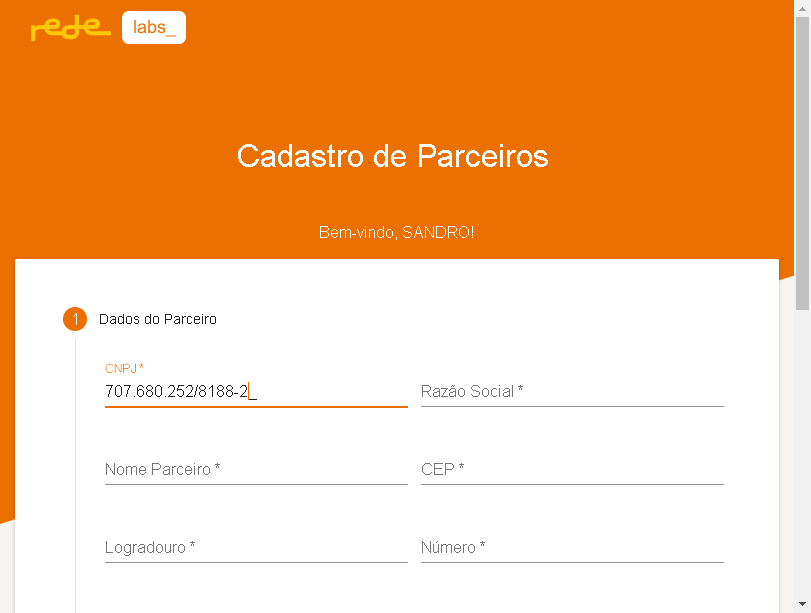 rede labs_
Cadastro de Parceiros
Bem-vindo, SANDRO!
1 Dados do Parceiro
CNPJ *
707.680.252/8188-2_ Razão Social *
Nome Parceiro * CEP *
Logradouro * Número *